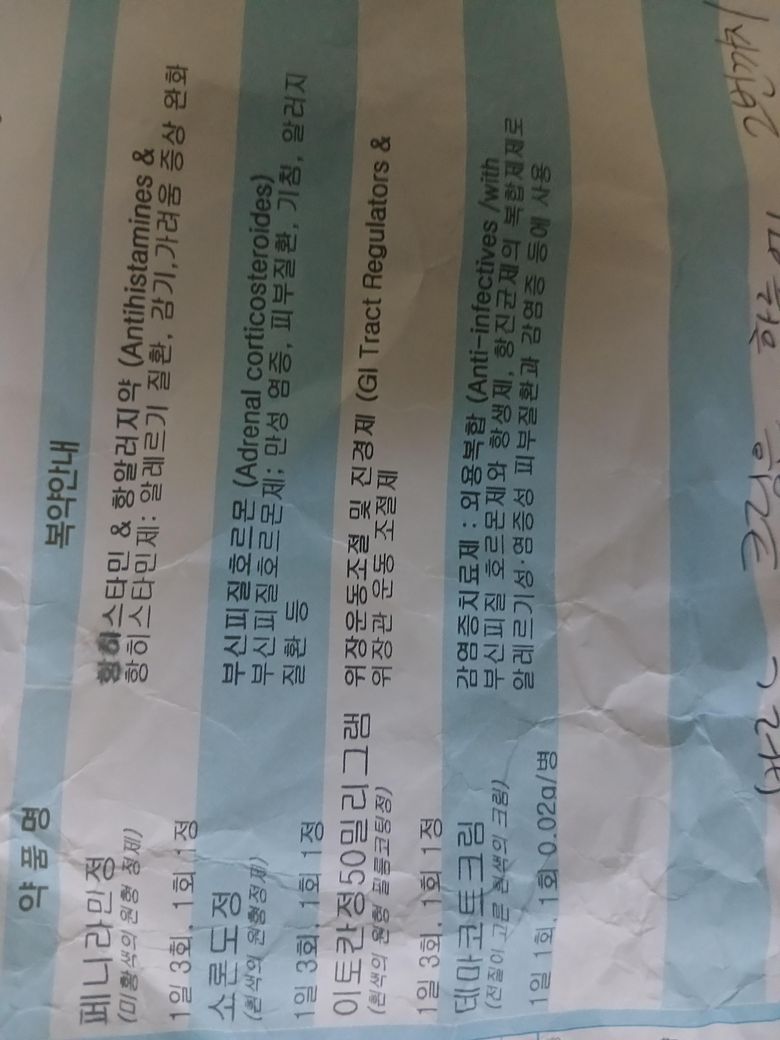 약 품 명 복약안내
페니라민정 항히스타민 & 항알러지약 (Antihistamines &
(미황색의 원형 정제) 항히스타민제: 알레르기 질환, 감기,가려움 증상 완화
1일 3회, 1회 1정
소론도정 부신피질호르몬 (Adrenal corticosteroides)
(흰색의 원형정제) 부신피질호르몬제; 만성 염증, 피부질환, 기침, 알러지
질환 등
1일 3회, 1회 1정
이토칸정50밀리그램 위장운동조절 및 진경제 (GI Tract Regulators &
(흰색의 원형 필름코팅정) 위장관 운동 조절제
1일 3회, 1회 1정
데마코트크림 감염증치료제 : 외용복합 (Anti-infectives /with
(전질이 고른 흰색의 크림) 부신피질 호르몬제와 항생제, 항진균제의 복합제제로
알레르기성·염증성 피부질환과 감염증 등에 사용
1일 1회, 1회 0.02g/병
크림은 2번까지